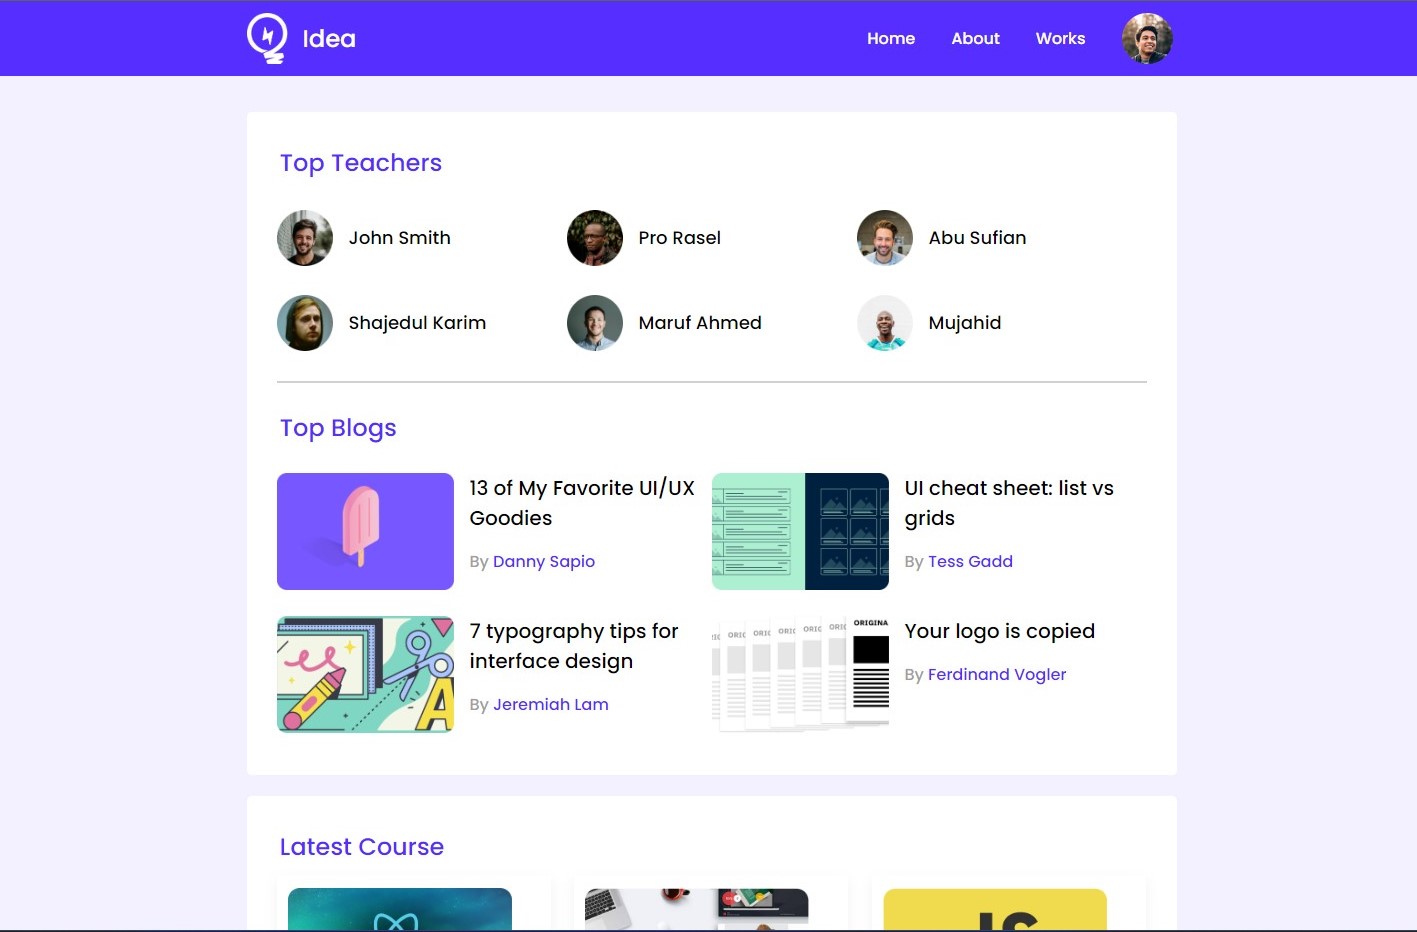 Idea
Home About Works
Top Teachers
John Smith
Pro Rasel
Abu Sufian
Shajedul Karim
Maruf Ahmed
Mujahid
Top Blogs
13 of My Favorite UI/UX
Goodies
By Danny Sapio
UI cheat sheet: list vs
grids
By Tess Gadd
7 typography tips for
interface design
By Jeremiah Lam
ORIGINA
Your logo is copied
By Ferdinand Vogler
Latest Course
JS